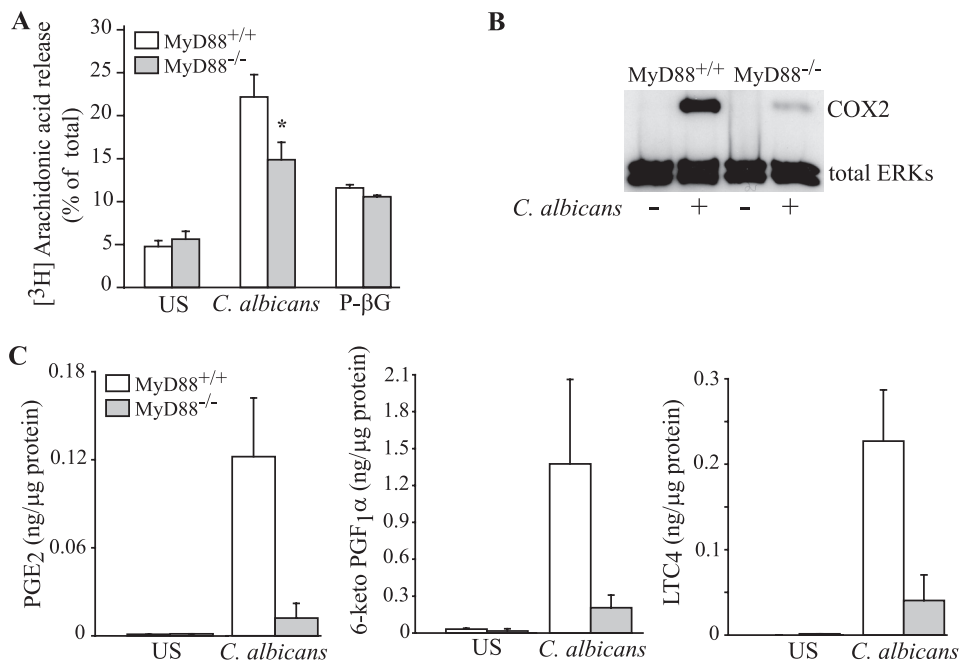 A
[³H] Arachidonic acid release
(% of total)
30
25
20
15
10
5
0
MyD88+/+
MyD88-/-
*
US
C. albicans
P-βG
B
MyD88+/+ MyD88-/-
COX2
total ERKs
C. albicans - + - +
C
PGE2 (ng/µg protein)
0.18
0.12
0.06
0
MyD88+/+
MyD88-/-
US
C. albicans
6-keto PGF1α (ng/µg protein)
2.1
1.8
1.5
1.2
0.9
0.6
0.3
0
US
C. albicans
LTC4 (ng/µg protein)
0.3
0.2
0.1
0
US
C. albicans